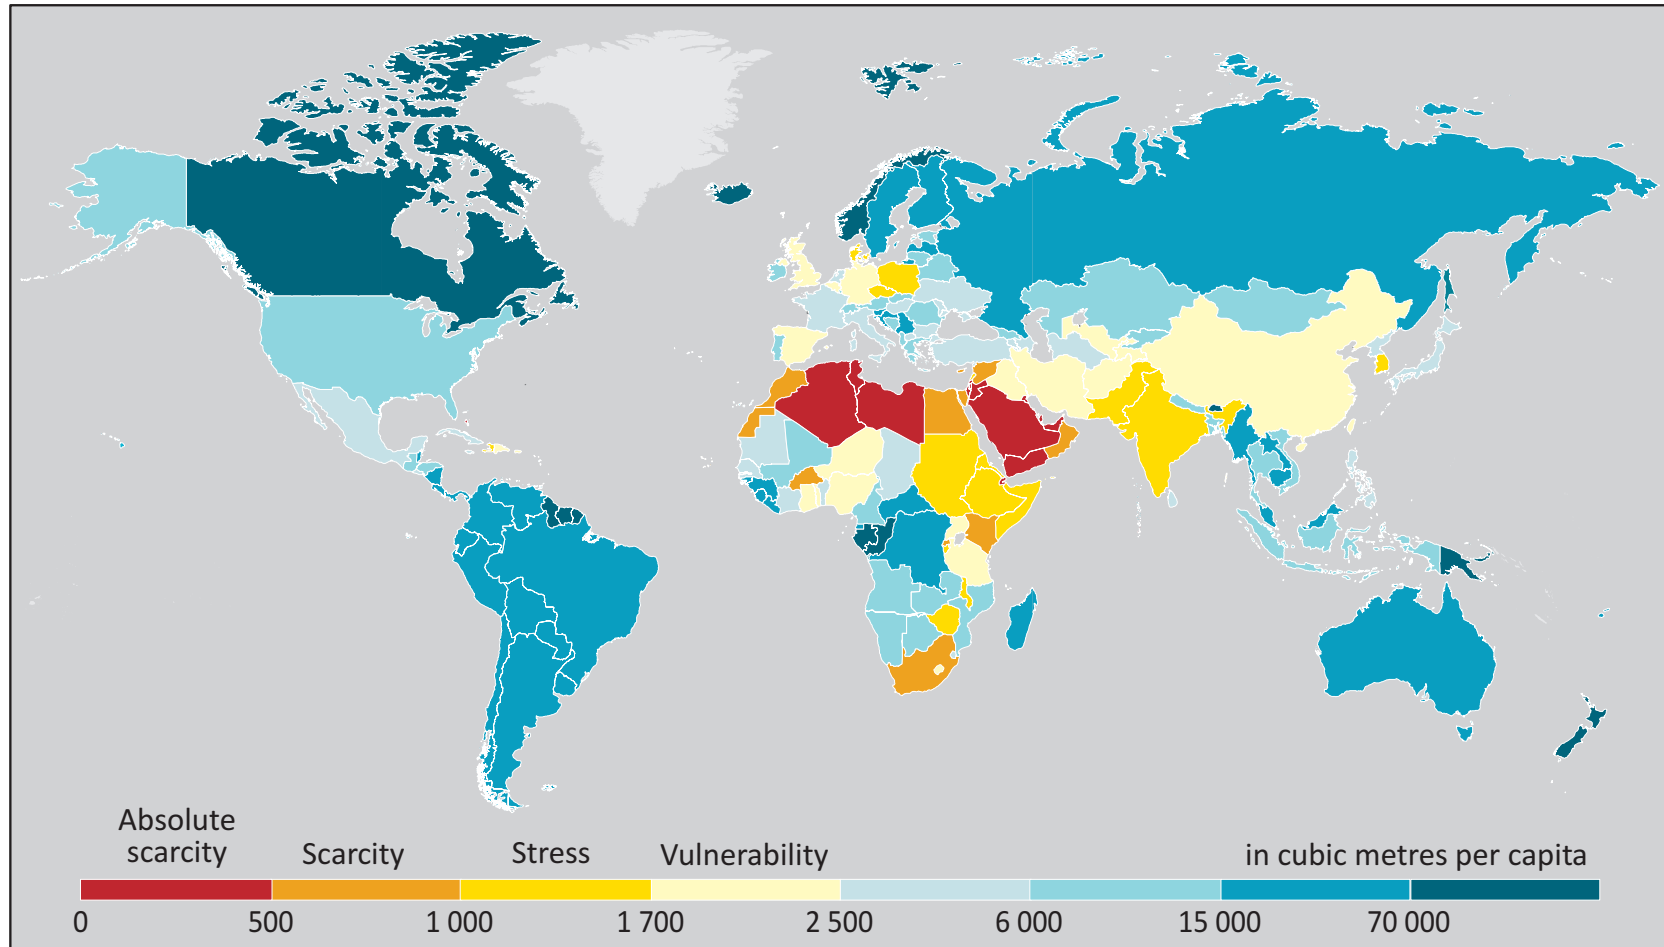 Absolute
scarcity
Scarcity
Stress
Vulnerability
in cubic metres per capita
0
500
1 000
1 700
2 500
6 000
15 000
70 000